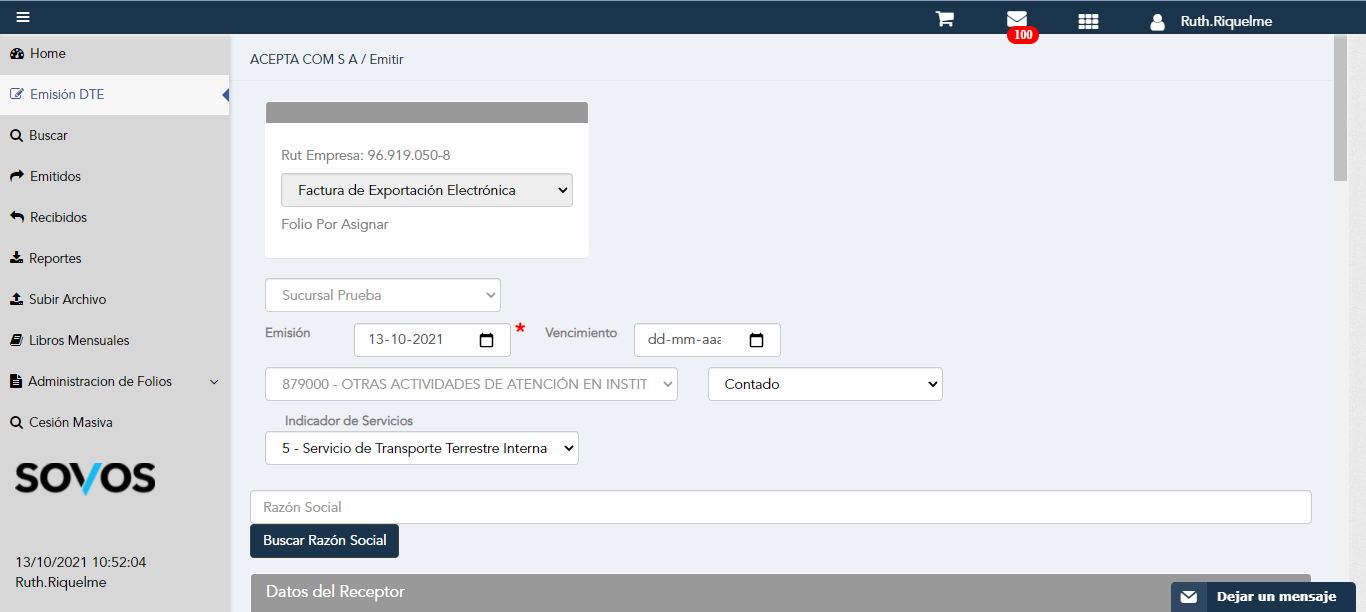 100
Ruth.Riquelme
Home
Emisión DTE
Buscar
Emitidos
Recibidos
Reportes
Subir Archivo
Libros Mensuales
Administracion de Folios
Cesión Masiva
SOVOS
13/10/2021 10:52:04
Ruth.Riquelme
ACEPTA COM S A / Emitir
Rut Empresa: 96.919.050-8
Factura de Exportación Electrónica
Folio Por Asignar
Sucursal Prueba
Emisión 13-10-2021 * Vencimiento dd-mm-aaa
879000 - OTRAS ACTIVIDADES DE ATENCIÓN EN INSTIT Contado
Indicador de Servicios
5 - Servicio de Transporte Terrestre Interna
Razón Social
Buscar Razón Social
Datos del Receptor
Dejar un mensaje